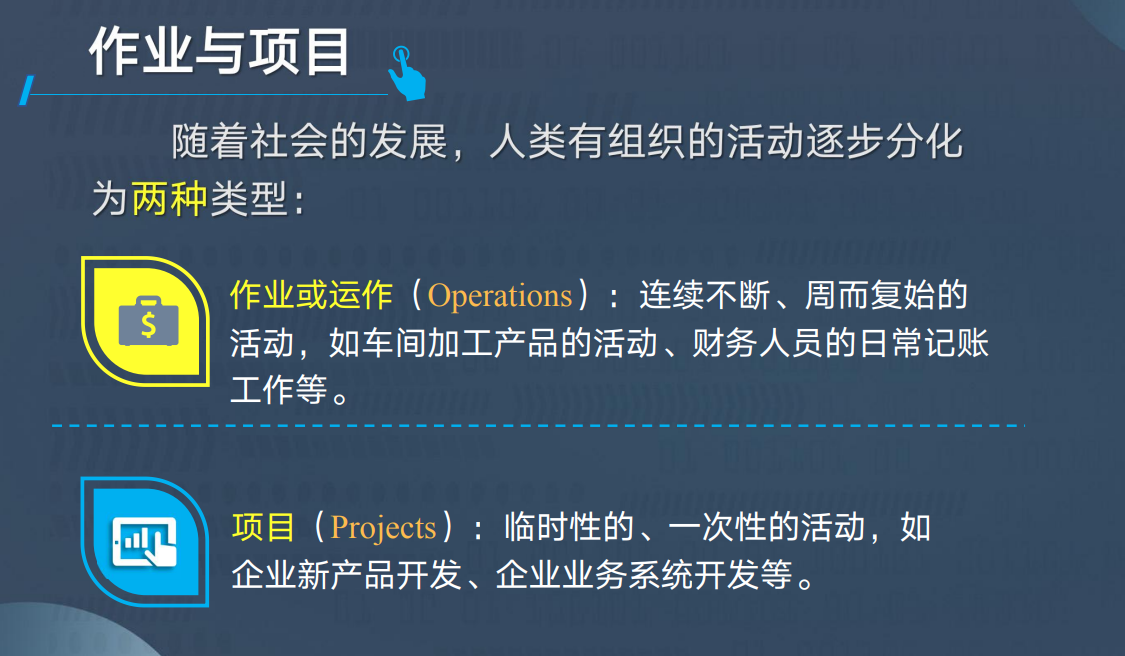 作业与项目
随着社会的发展，人类有组织的活动逐步分化
为两种类型：
作业或运作（Operations）：连续不断、周而复始的
活动，如车间加工产品的活动、财务人员的日常记账
工作等。
项目（Projects）：临时性的、一次性的活动，如
企业新产品开发、企业业务系统开发等。